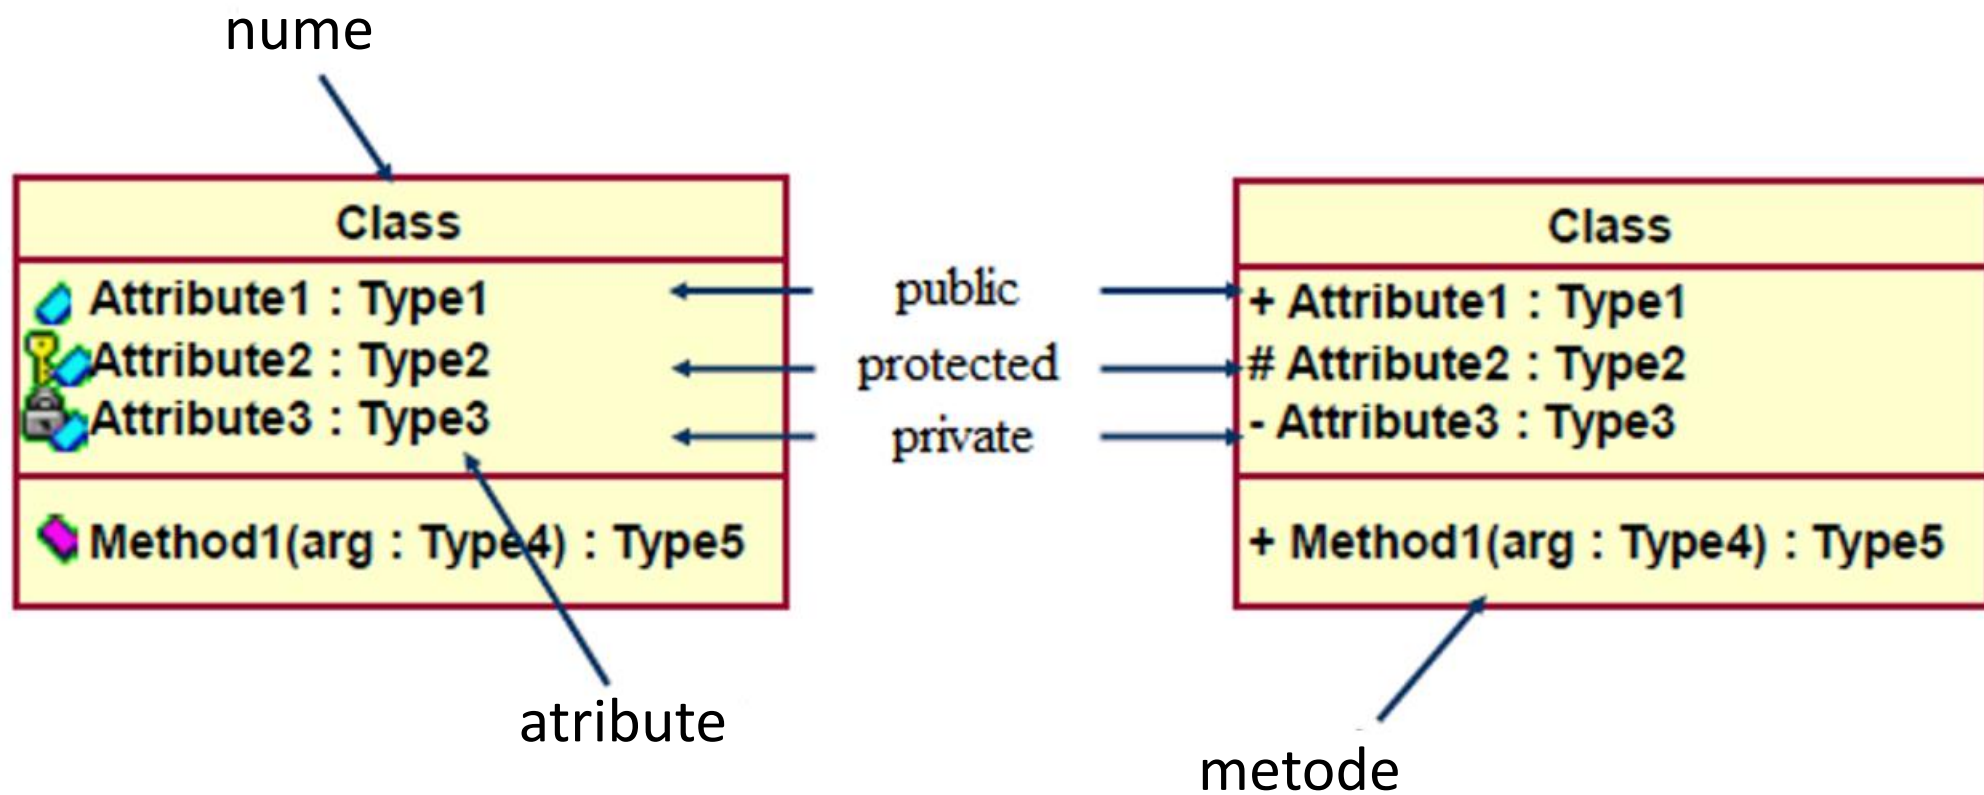 nume
Class
Attribute1 : Type1
Attribute2 : Type2
Attribute3 : Type3
Method1(arg : Type4) : Type5
public
protected
private
Class
+ Attribute1 : Type1
# Attribute2 : Type2
- Attribute3 : Type3
+ Method1(arg : Type4) : Type5
atribute
metode